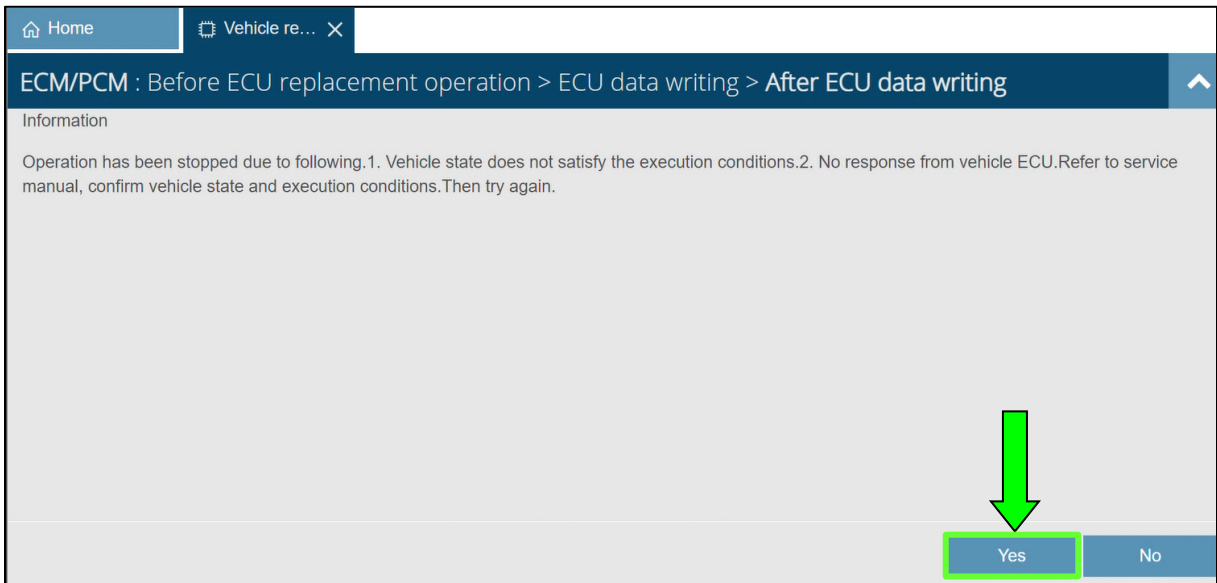 Home
Vehicle re...
ECM/PCM : Before ECU replacement operation > ECU data writing > After ECU data writing
Information
Operation has been stopped due to following.1. Vehicle state does not satisfy the execution conditions.2. No response from vehicle ECU.Refer to service
manual, confirm vehicle state and execution conditions.Then try again.
Yes
No